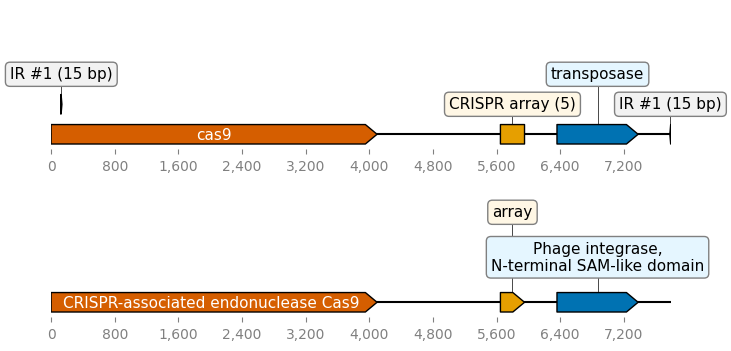 transposase
IR #1 (15 bp)
CRISPR array (5)
IR #1 (15 bp)
cas9
0 800 1,600 2,400 3,200 4,000 4,800 5,600 6,400 7,200
array
Phage integrase,
N-terminal SAM-like domain
CRISPR-associated endonuclease Cas9
0 800 1,600 2,400 3,200 4,000 4,800 5,600 6,400 7,200